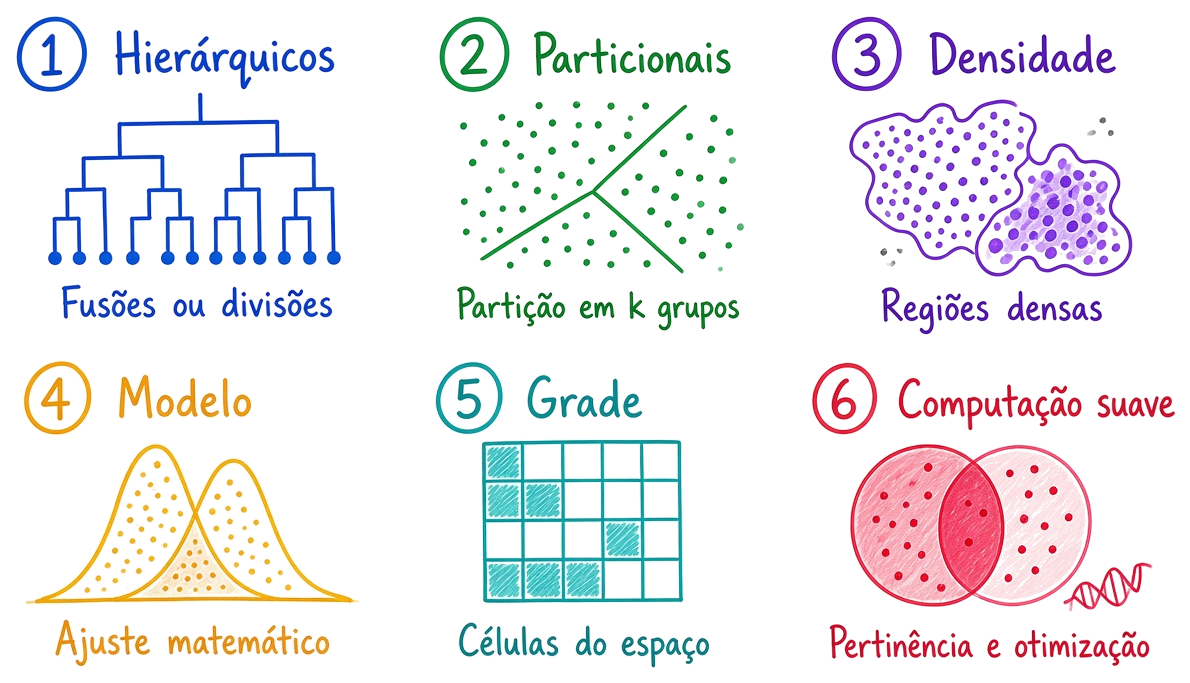 1 Hierárquicos
Fusões ou divisões
2 Particionais
Partição em k grupos
3 Densidade
Regiões densas
4 Modelo
Ajuste matemático
5 Grade
Células do espaço
6 Computação suave
Pertinência e otimização